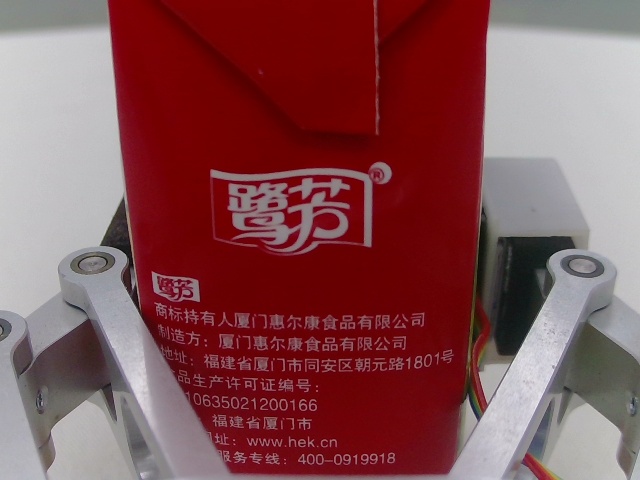 鹭芳®
鹭芳
商标持有人厦门惠尔康食品有限公司
制造方：厦门惠尔康食品有限公司
地址：福建省厦门市同安区朝元路1801号
品生产许可证编号：
10635021200166
福建省厦门市
址：www.hek.cn
服务专线：400-0919918